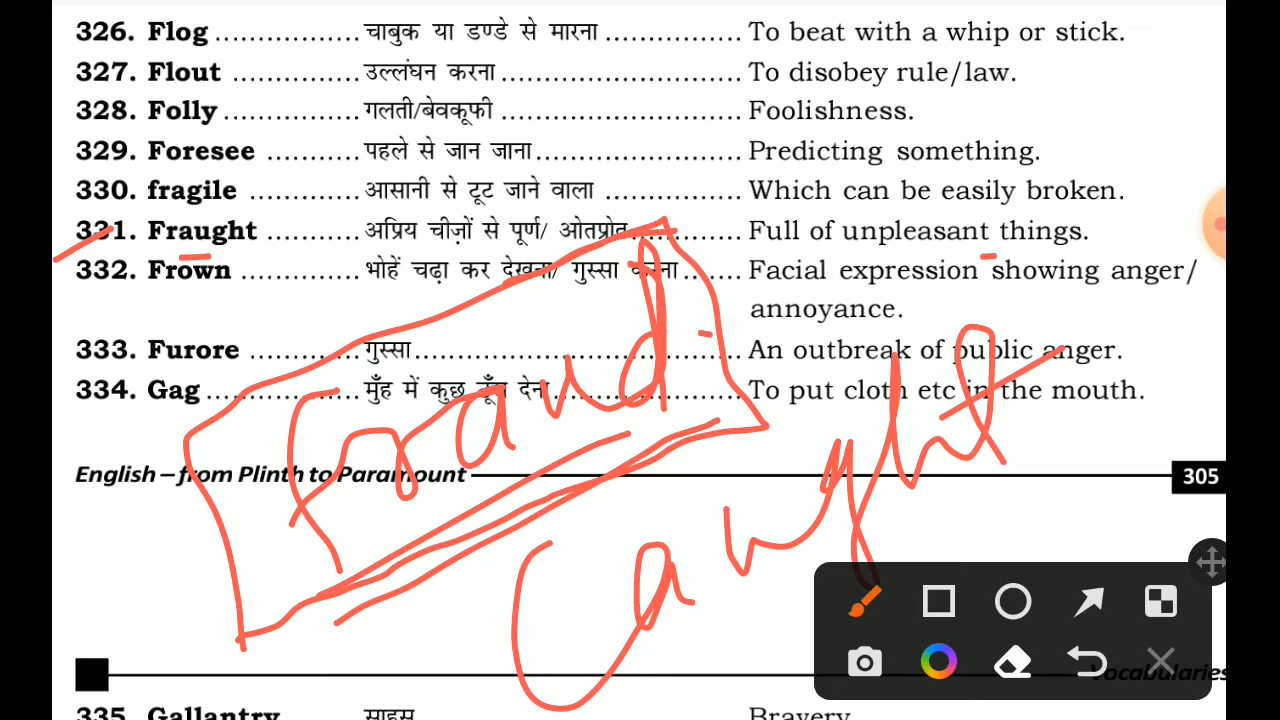 326. Flog ................ चाबुक या डण्डे से मारना ............... To beat with a whip or stick.
327. Flout .............. उल्लंघन करना .......................... To disobey rule/law.
328. Folly ............... गलती/बेवकूफी .......................... Foolishness.
329. Foresee .......... पहले से जान जाना ...................... Predicting something.
330. fragile ............ आसानी से टूट जाने वाला ............... Which can be easily broken.
331. Fraught .......... अप्रिय चीज़ों से पूर्ण/ ओतप्रोत ........... Full of unpleasant things.
332. Frown ............. भोहें चढ़ा कर देखना/ गुस्सा करना ....... Facial expression showing anger/
annoyance.
333. Furore ............ गुस्सा ................................... An outbreak of public anger.
334. Gag ................. मुँह में कुछ ठूँस देना .................... To put cloth etc in the mouth.
Fraud
Caught
English – from Plinth to Paramount 305
Vocabularies
335. Gallantry साहस Bravery